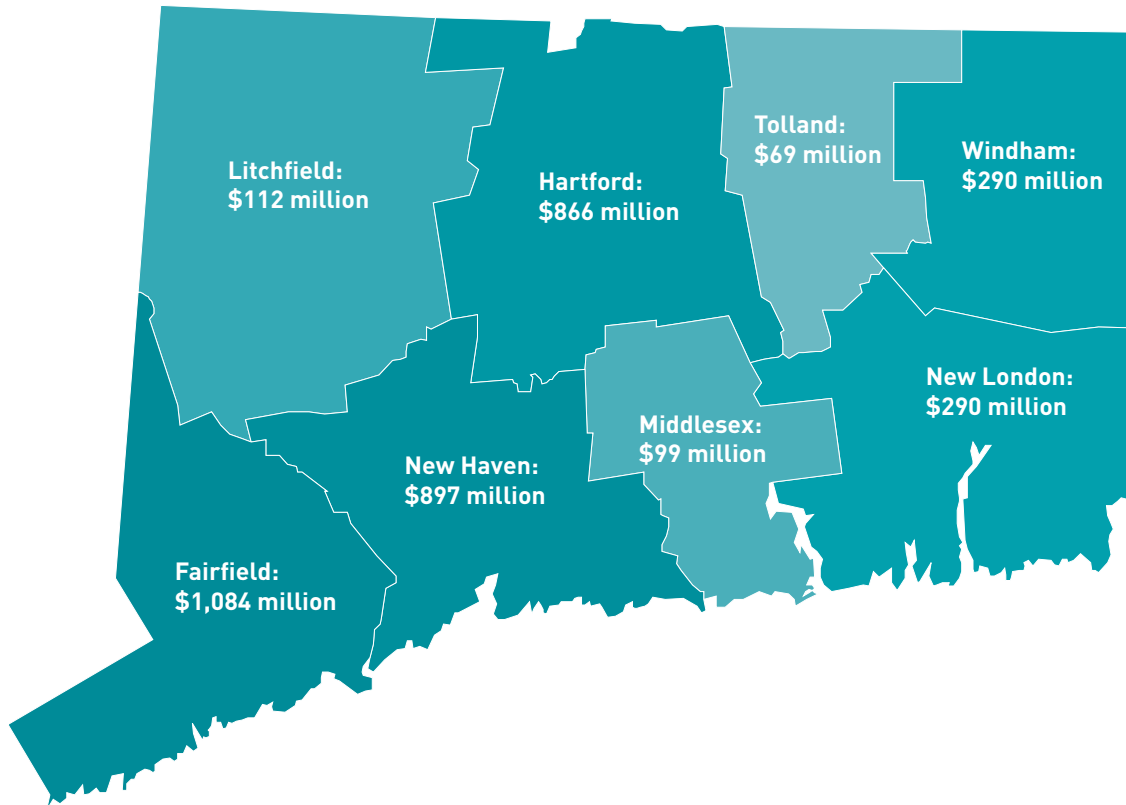 Litchfield:
$112 million
Hartford:
$866 million
Tolland:
$69 million
Windham:
$290 million
New London:
$290 million
Middlesex:
$99 million
New Haven:
$897 million
Fairfield:
$1,084 million